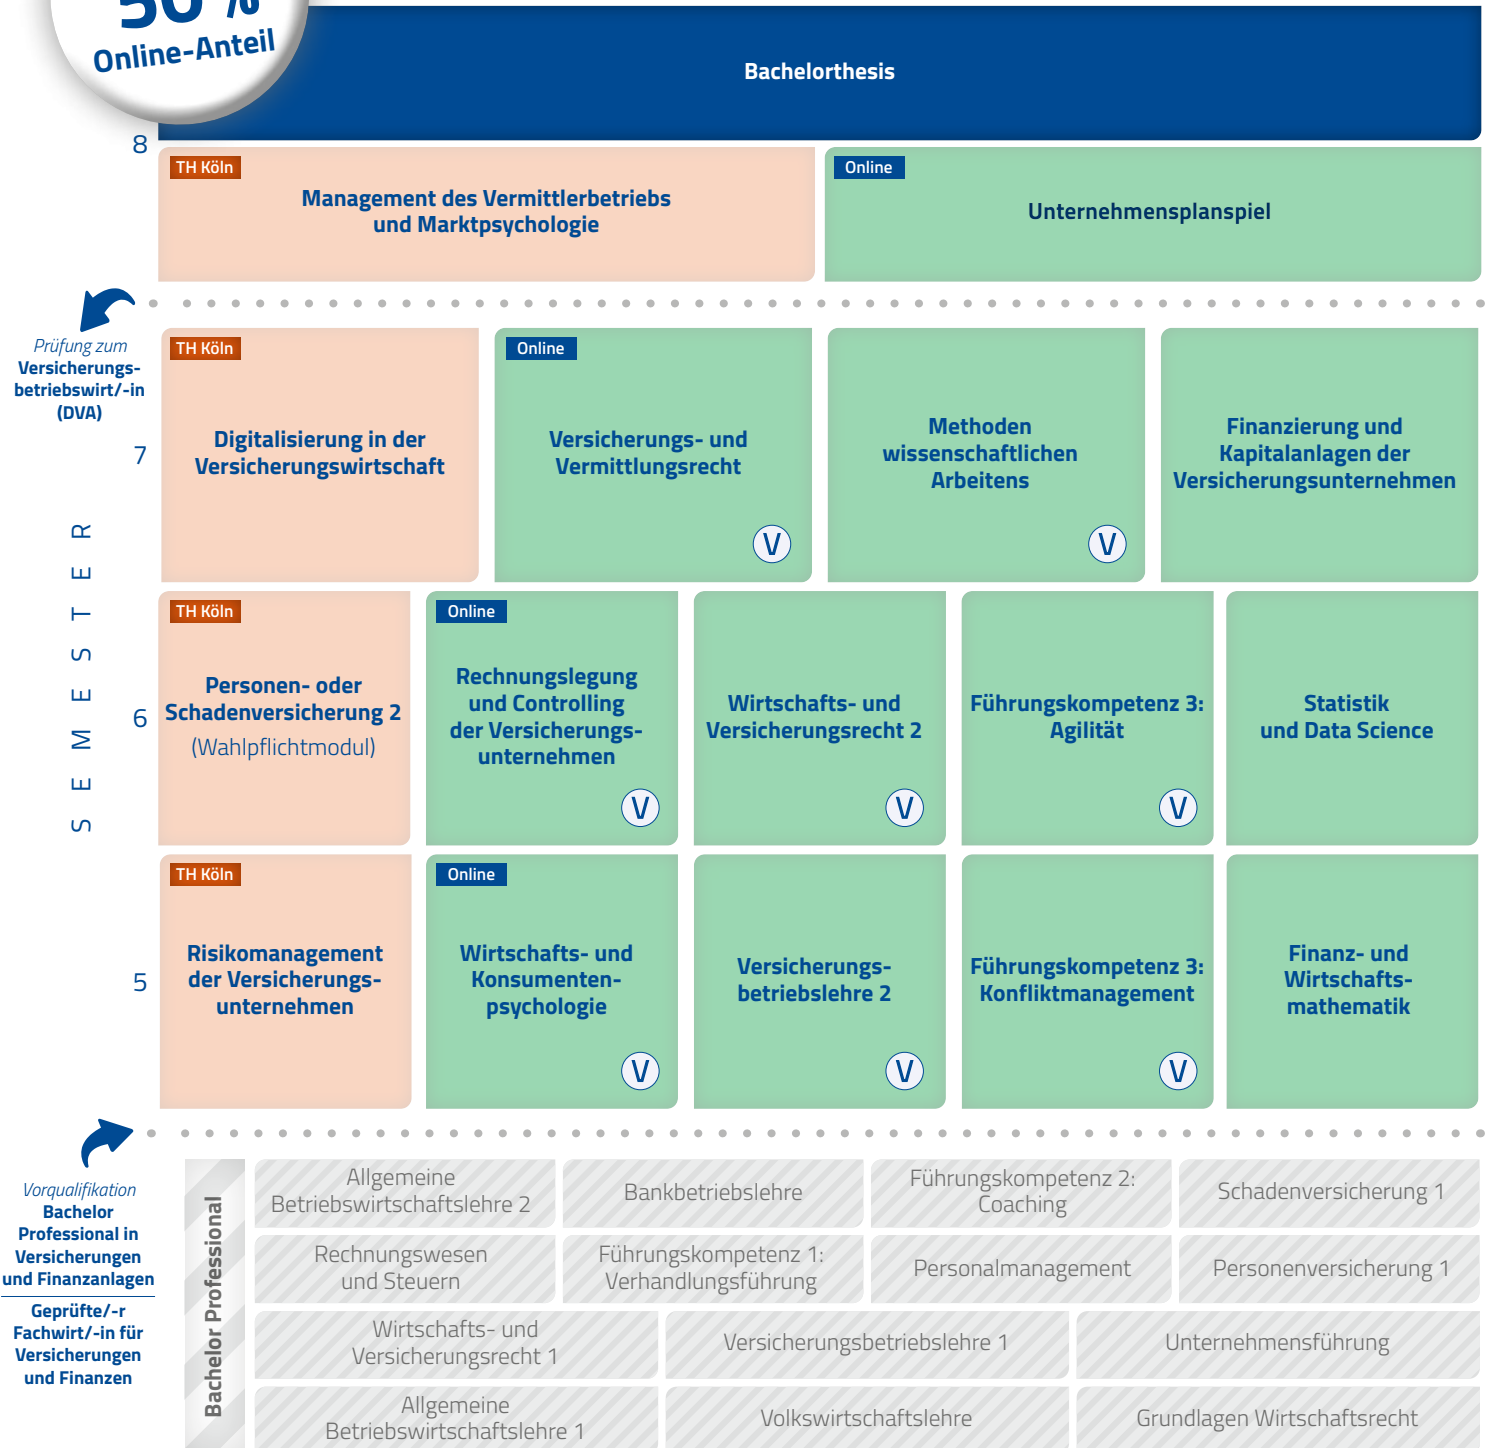 50 %
Online-Anteil
Bachelorthesis
8
TH Köln
Management des Vermittlerbetriebs
und Marktpsychologie
Online
Unternehmensplanspiel
Prüfung zum
Versicherungs-
betriebswirt/-in
(DVA)
7
TH Köln
Digitalisierung in der
Versicherungswirtschaft
Online
Versicherungs- und
Vermittlungsrecht
V
Methoden
wissenschaftlichen
Arbeitens
V
Finanzierung und
Kapitalanlagen der
Versicherungsunternehmen
SEMESTER
6
TH Köln
Personen- oder
Schadenversicherung 2
(Wahlpflichtmodul)
Online
Rechnungslegung
und Controlling
der Versicherungs-
unternehmen
V
Wirtschafts- und
Versicherungsrecht 2
V
Führungskompetenz 3:
Agilität
V
Statistik
und Data Science
5
TH Köln
Risikomanagement
der Versicherungs-
unternehmen
Online
Wirtschafts- und
Konsumenten-
psychologie
V
Versicherungs-
betriebslehre 2
V
Führungskompetenz 3:
Konfliktmanagement
V
Finanz- und
Wirtschafts-
mathematik
Vorqualifikation
Bachelor
Professional in
Versicherungen
und Finanzanlagen
Geprüfte/-r
Fachwirt/-in für
Versicherungen
und Finanzen
Bachelor Professional
Allgemeine
Betriebswirtschaftslehre 2
Bankbetriebslehre
Führungskompetenz 2:
Coaching
Schadenversicherung 1
Rechnungswesen
und Steuern
Führungskompetenz 1:
Verhandlungsführung
Personalmanagement
Personenversicherung 1
Wirtschafts- und
Versicherungsrecht 1
Versicherungsbetriebslehre 1
Unternehmensführung
Allgemeine
Betriebswirtschaftslehre 1
Volkswirtschaftslehre
Grundlagen Wirtschaftsrecht